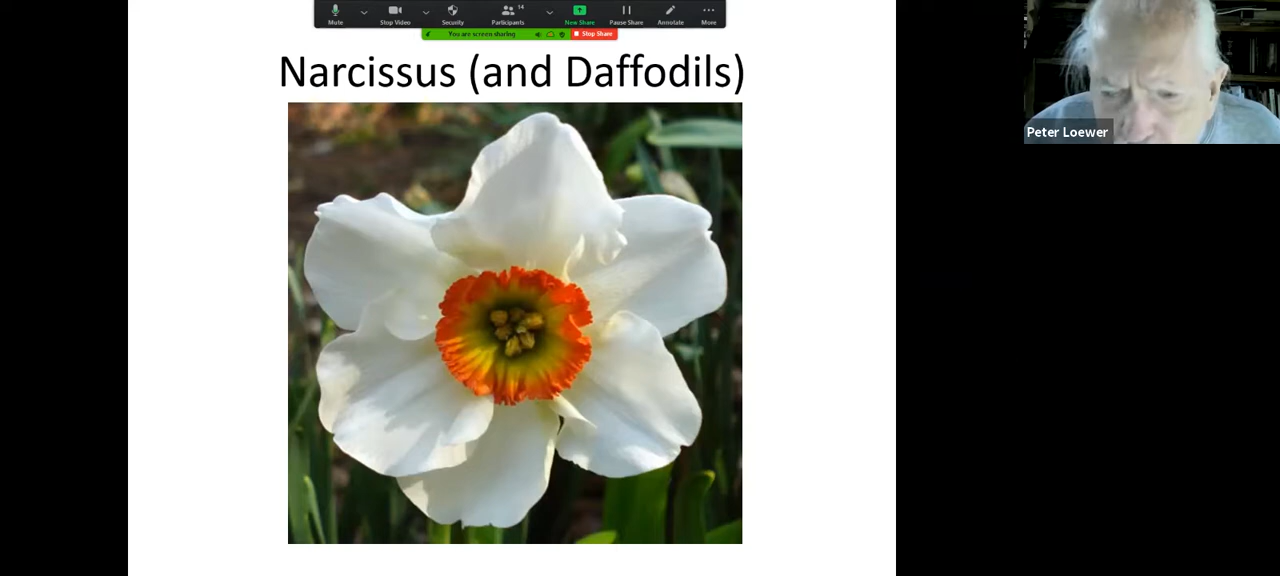 Mute
Stop Video
Security
14
Participants
New Share
Pause Share
Annotate
More
You are screen sharing
Stop Share
Narcissus (and Daffodils)
Peter Loewer